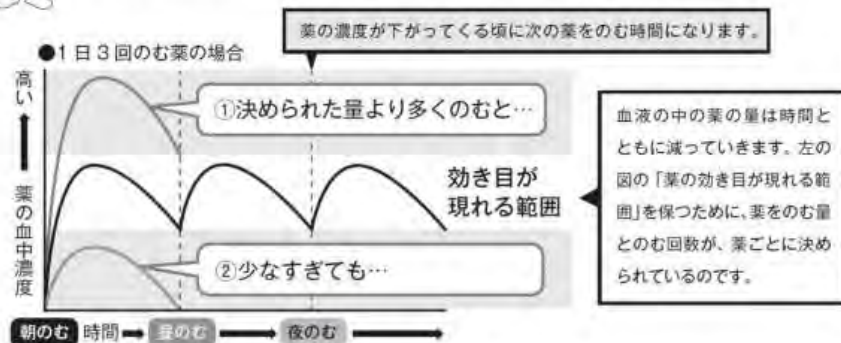 薬の濃度が下がってくる頃に次の薬をのむ時間になります。
●1日3回のむ薬の場合
高い
薬の血中濃度
①決められた量より多くのむと…
効き目が
現れる範囲
②少なすぎても…
血液の中の薬の量は時間と
ともに減っていきます。左の
図の「薬の効き目が現れる範
囲」を保つために、薬をのむ量
とのむ回数が、薬ごとに決め
られているのです。
朝のむ 時間 昼のむ 夜のむ